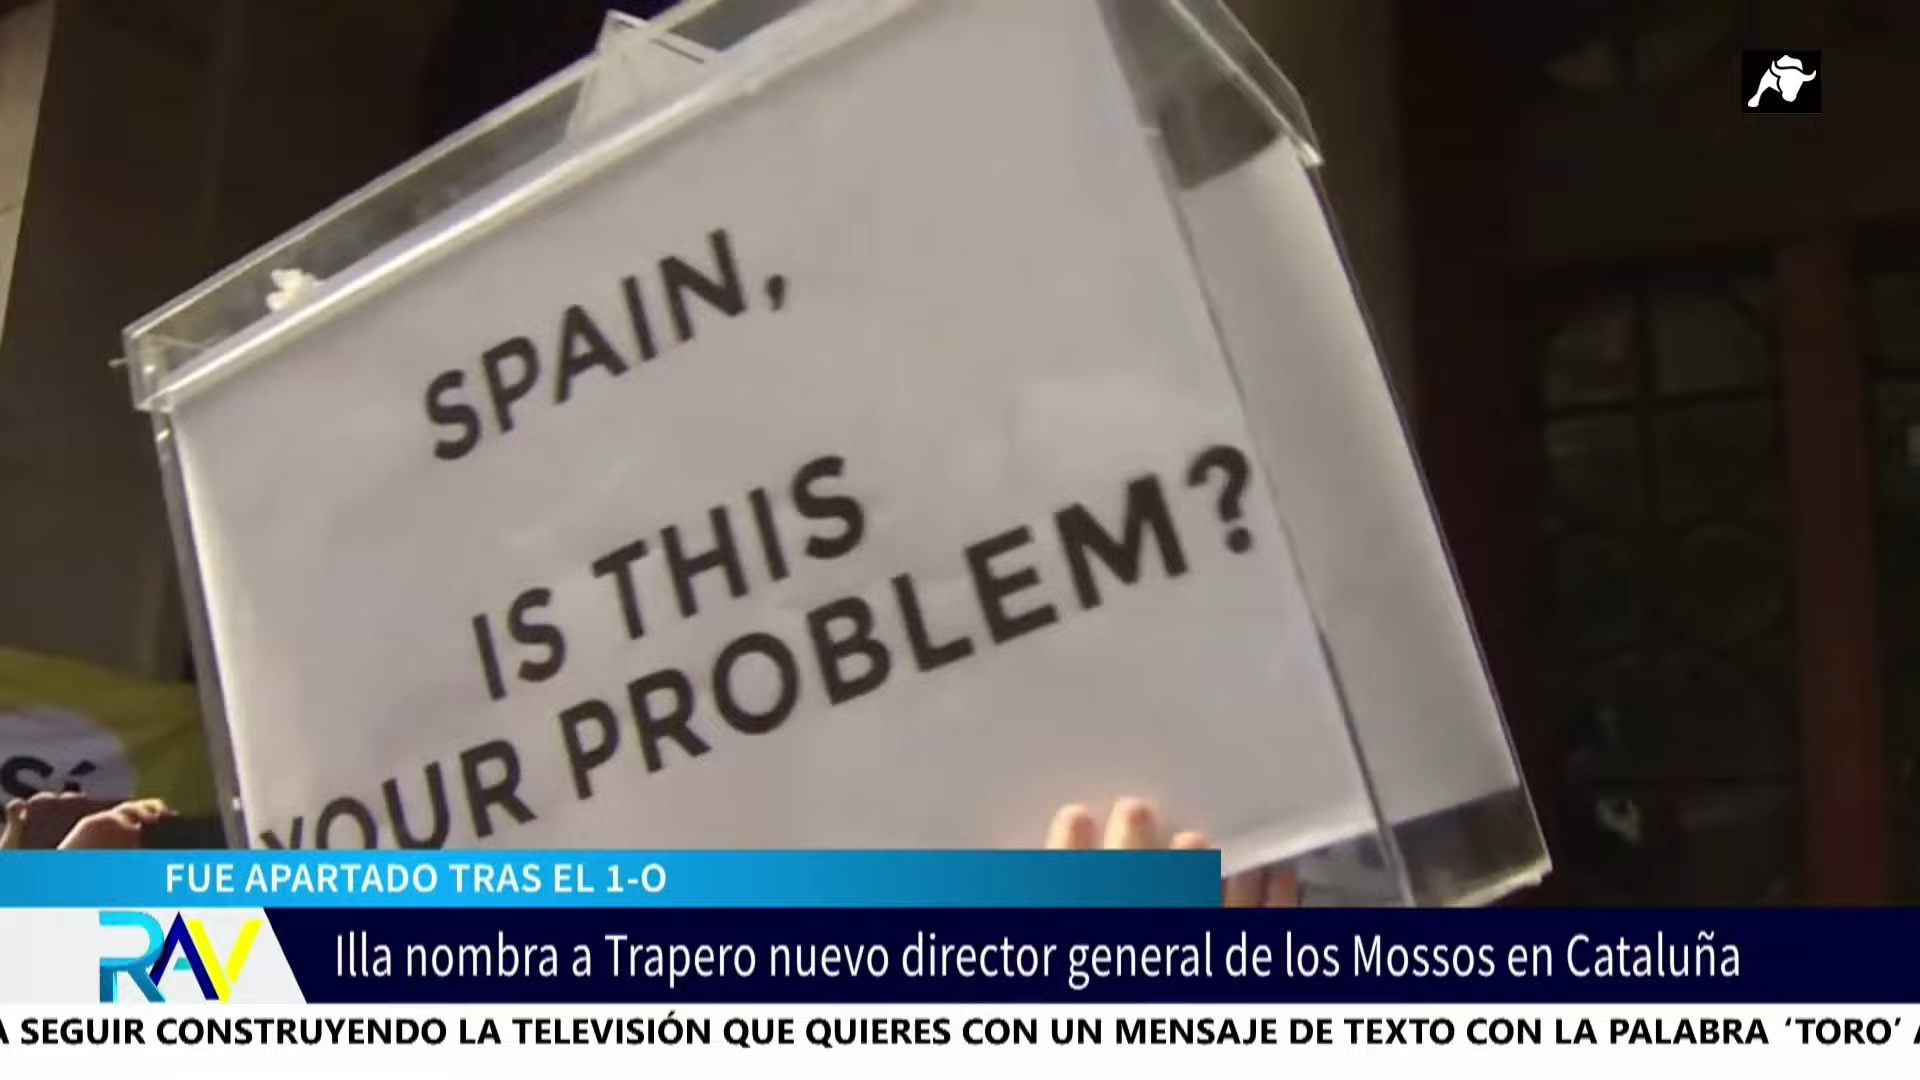 SPAIN,
IS THIS
YOUR PROBLEM?
Sí
FUE APARTADO TRAS EL 1-O
RAV
Illa nombra a Trapero nuevo director general de los Mossos en Cataluña
A SEGUIR CONSTRUYENDO LA TELEVISIÓN QUE QUIERES CON UN MENSAJE DE TEXTO CON LA PALABRA ‘TORO’ A